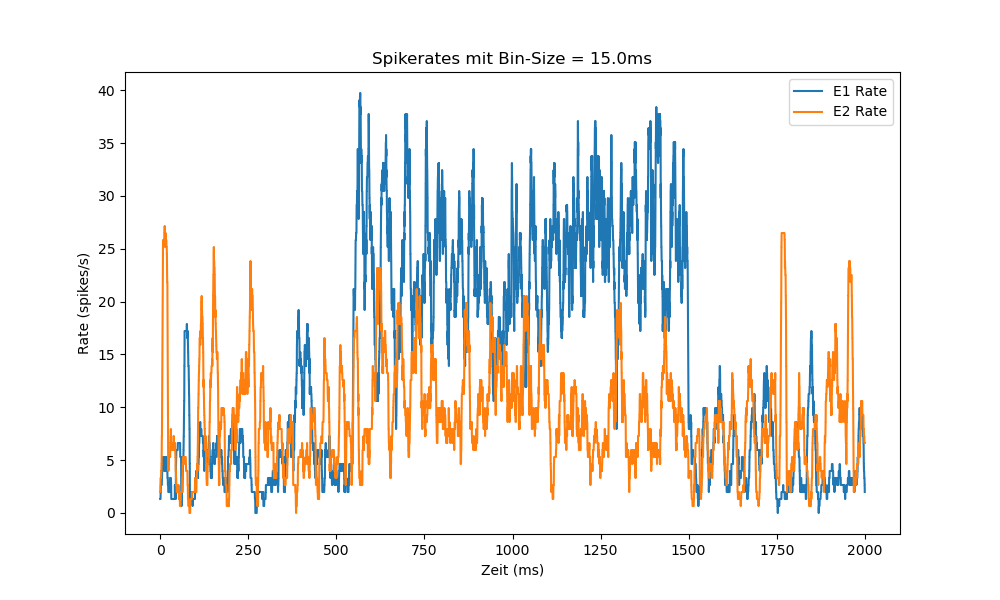 Spikerates mit Bin-Size = 15.0ms
E1 Rate
E2 Rate
Rate (spikes/s)
40
35
30
25
20
15
10
5
0
0 250 500 750 1000 1250 1500 1750 2000
Zeit (ms)